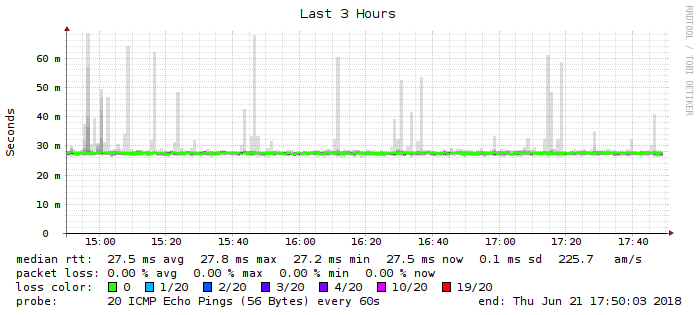 Last 3 Hours
RRDTOOL / TOBI OETIKER
Seconds
60 m
50 m
40 m
30 m
20 m
10 m
0
15:00 15:20 15:40 16:00 16:20 16:40 17:00 17:20 17:40
median rtt: 27.5 ms avg 27.8 ms max 27.2 ms min 27.5 ms now 0.1 ms sd 225.7 am/s
packet loss: 0.00 % avg 0.00 % max 0.00 % min 0.00 % now
loss color: 0 1/20 2/20 3/20 4/20 10/20 19/20
probe: 20 ICMP Echo Pings (56 Bytes) every 60s end: Thu Jun 21 17:50:03 2018